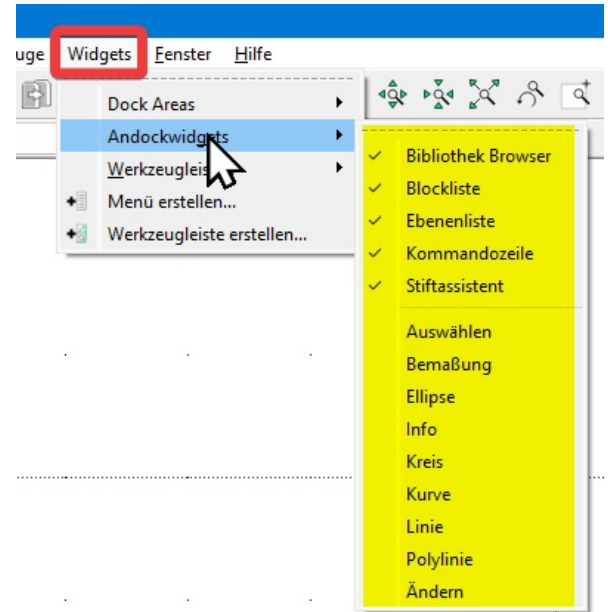 uge Widgets Fenster Hilfe
Dock Areas
Andockwidgets
Werkzeugleis
Menü erstellen...
Werkzeugleiste erstellen...
Bibliothek Browser
Blockliste
Ebenenliste
Kommandozeile
Stiftassistent
Auswählen
Bemaßung
Ellipse
Info
Kreis
Kurve
Linie
Polylinie
Ändern